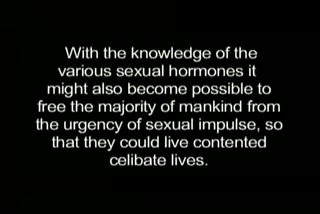 With the knowledge of the
various sexual hormones it
might also become possible to
free the majority of mankind from
the urgency of sexual impulse, so
that they could live contented
celibate lives.